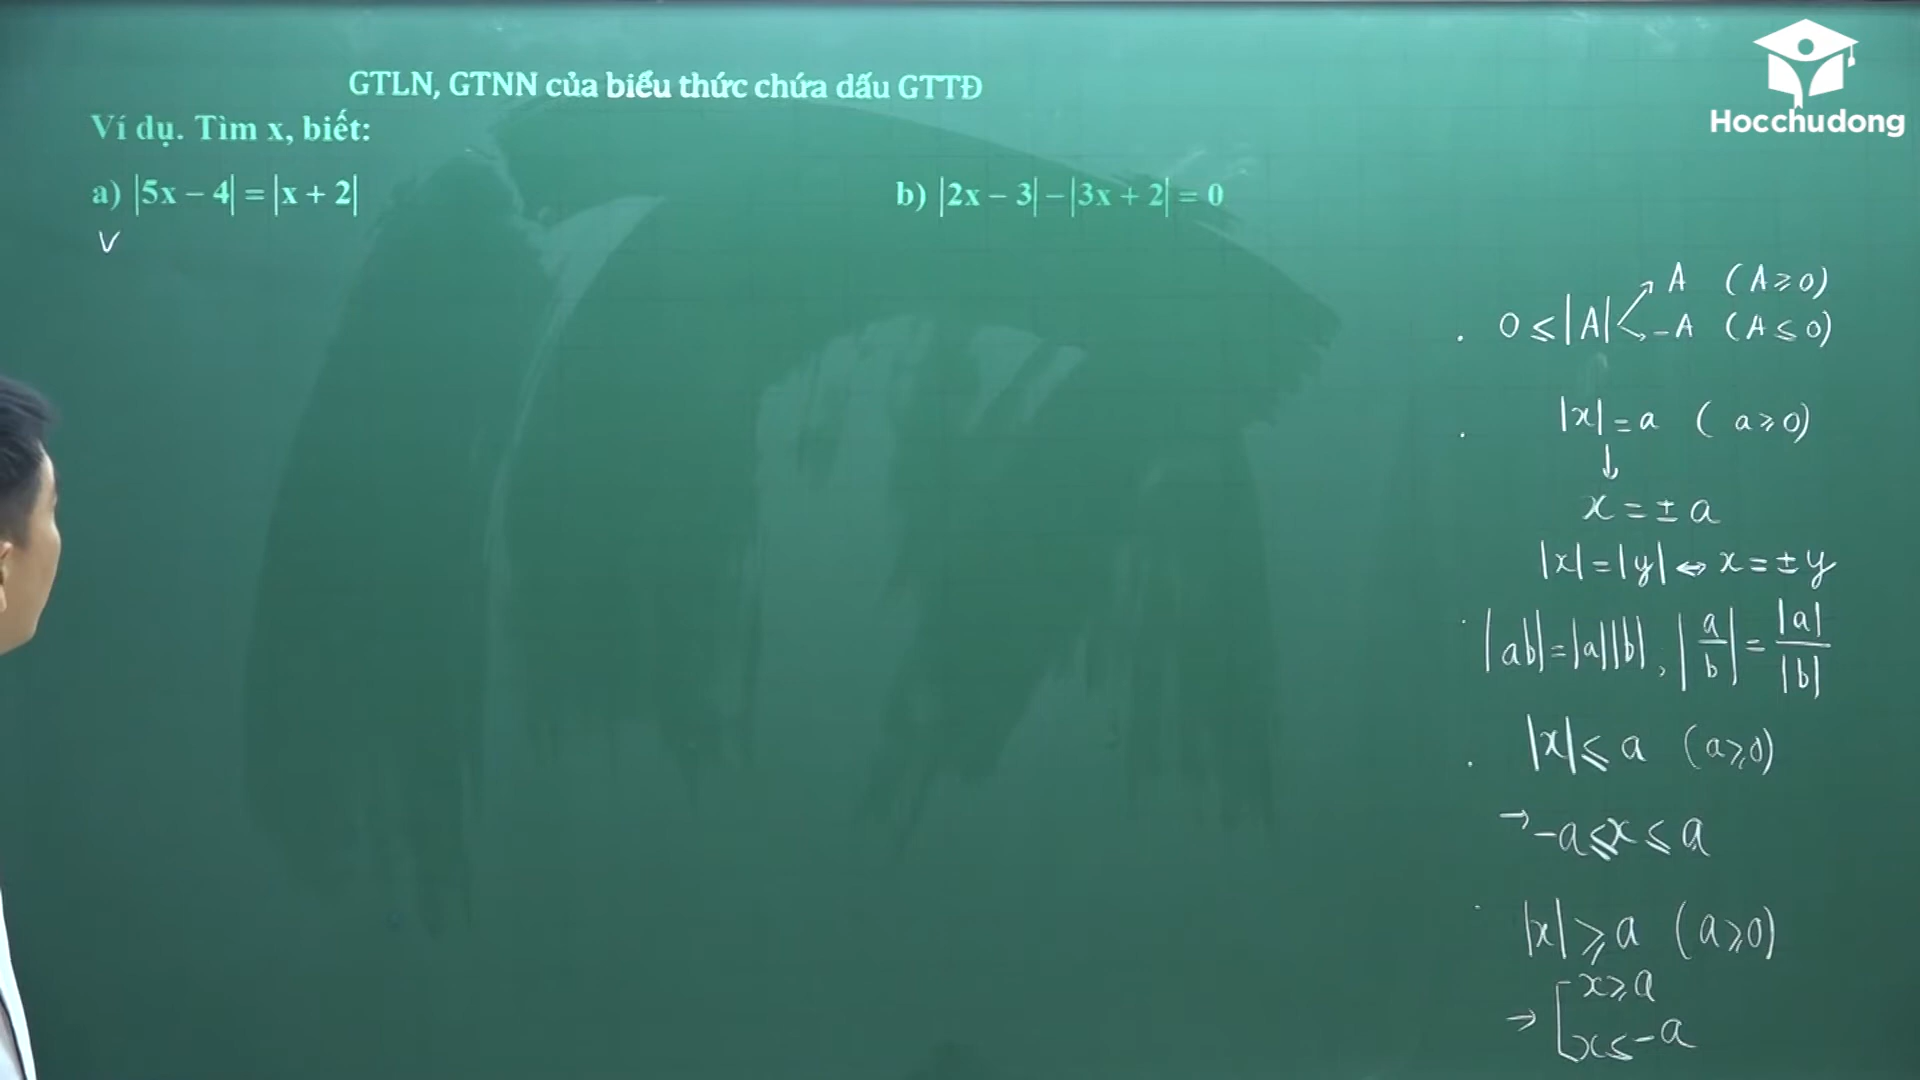 Hocchudong
GTLN, GTNN của biểu thức chứa dấu GTTĐ
Ví dụ. Tìm x, biết:
a) |5x – 4| = |x + 2|
b) |2x – 3| – |3x + 2| = 0
V
A (A ≥ 0)
. 0 ≤ |A|
-A (A ≤ 0)
. |x| = a (a ≥ 0)
↓
x = ± a
|x| = |y| ↔ x = ± y
. |ab| = |a||b|, |a/b| = |a|/|b|
. |x| ≤ a (a ≥ 0)
→ -a ≤ x ≤ a
. |x| ≥ a (a ≥ 0)
→ [ x ≥ a
x ≤ -a